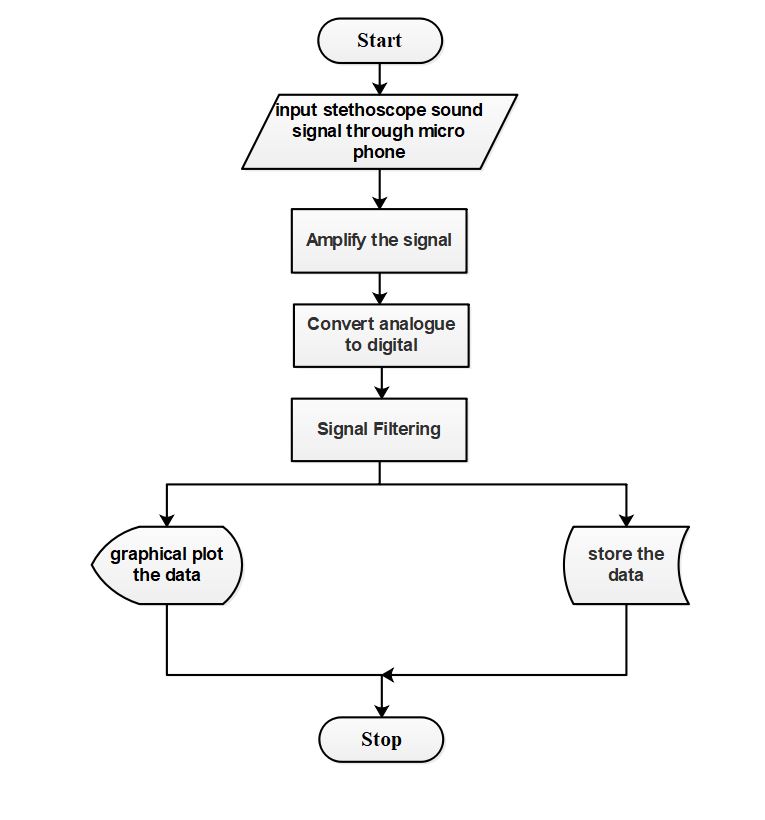 Start
input stethoscope sound
signal through micro
phone
Amplify the signal
Convert analogue
to digital
Signal Filtering
graphical plot
the data
store the
data
Stop